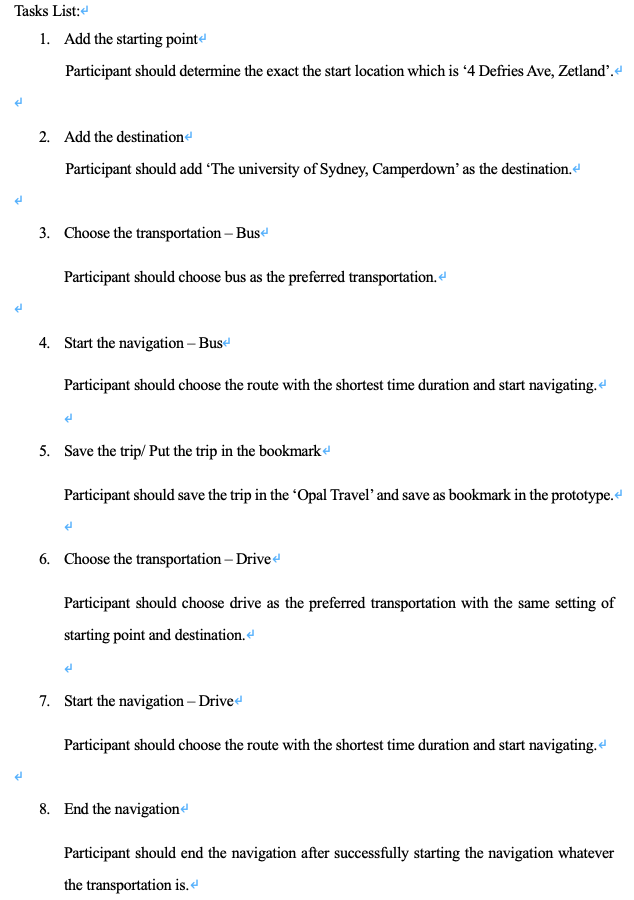 Tasks List:
1. Add the starting point
Participant should determine the exact the start location which is ‘4 Defries Ave, Zetland’.
2. Add the destination
Participant should add ‘The university of Sydney, Camperdown’ as the destination.
3. Choose the transportation – Bus
Participant should choose bus as the preferred transportation.
4. Start the navigation – Bus
Participant should choose the route with the shortest time duration and start navigating.
5. Save the trip/ Put the trip in the bookmark
Participant should save the trip in the ‘Opal Travel’ and save as bookmark in the prototype.
6. Choose the transportation – Drive
Participant should choose drive as the preferred transportation with the same setting of
starting point and destination.
7. Start the navigation – Drive
Participant should choose the route with the shortest time duration and start navigating.
8. End the navigation
Participant should end the navigation after successfully starting the navigation whatever
the transportation is.